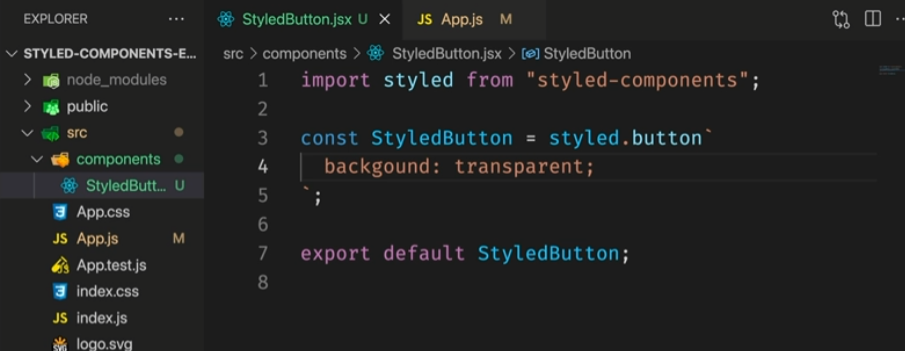 EXPLORER ...
STYLED-COMPONENTS-E...
node_modules
public
src
components
StyledButt... U
App.css
JS App.js M
App.test.js
index.css
JS index.js
logo.svg
StyledButton.jsx U
JS App.js M
src > components > StyledButton.jsx > StyledButton
1 import styled from "styled-components";
2
3 const StyledButton = styled.button`
4 backgound: transparent;
5 `;
6
7 export default StyledButton;
8